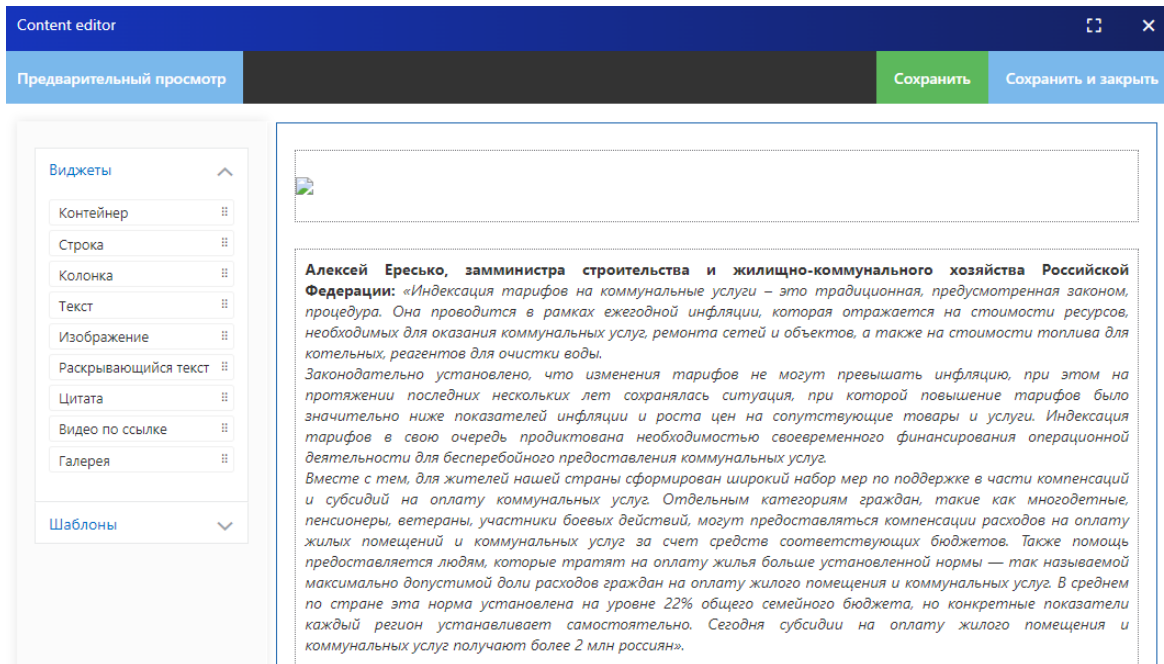 Content editor
Предварительный просмотр
Сохранить
Сохранить и закрыть
Виджеты
Контейнер
Строка
Колонка
Текст
Изображение
Раскрывающийся текст
Цитата
Видео по ссылке
Галерея
Шаблоны
Алексей Ересько, замминистра строительства и жилищно-коммунального хозяйства Российской
Федерации: «Индексация тарифов на коммунальные услуги – это традиционная, предусмотренная законом,
процедура. Она проводится в рамках ежегодной инфляции, которая отражается на стоимости ресурсов,
необходимых для оказания коммунальных услуг, ремонта сетей и объектов, а также на стоимости топлива для
котельных, реагентов для очистки воды.
Законодательно установлено, что изменения тарифов не могут превышать инфляцию, при этом на
протяжении последних нескольких лет сохранялась ситуация, при которой повышение тарифов было
значительно ниже показателей инфляции и роста цен на сопутствующие товары и услуги. Индексация
тарифов в свою очередь продиктована необходимостью своевременного финансирования операционной
деятельности для бесперебойного предоставления коммунальных услуг.
Вместе с тем, для жителей нашей страны сформирован широкий набор мер по поддержке в части компенсаций
и субсидий на оплату коммунальных услуг. Отдельным категориям граждан, такие как многодетные,
пенсионеры, ветераны, участники боевых действий, могут предоставляться компенсации расходов на оплату
жилых помещений и коммунальных услуг за счет средств соответствующих бюджетов. Также помощь
предоставляется людям, которые тратят на оплату жилья больше установленной нормы — так называемой
максимально допустимой доли расходов граждан на оплату жилого помещения и коммунальных услуг. В среднем
по стране эта норма установлена на уровне 22% общего семейного бюджета, но конкретные показатели
каждый регион устанавливает самостоятельно. Сегодня субсидии на оплату жилого помещения и
коммунальных услуг получают более 2 млн россиян».